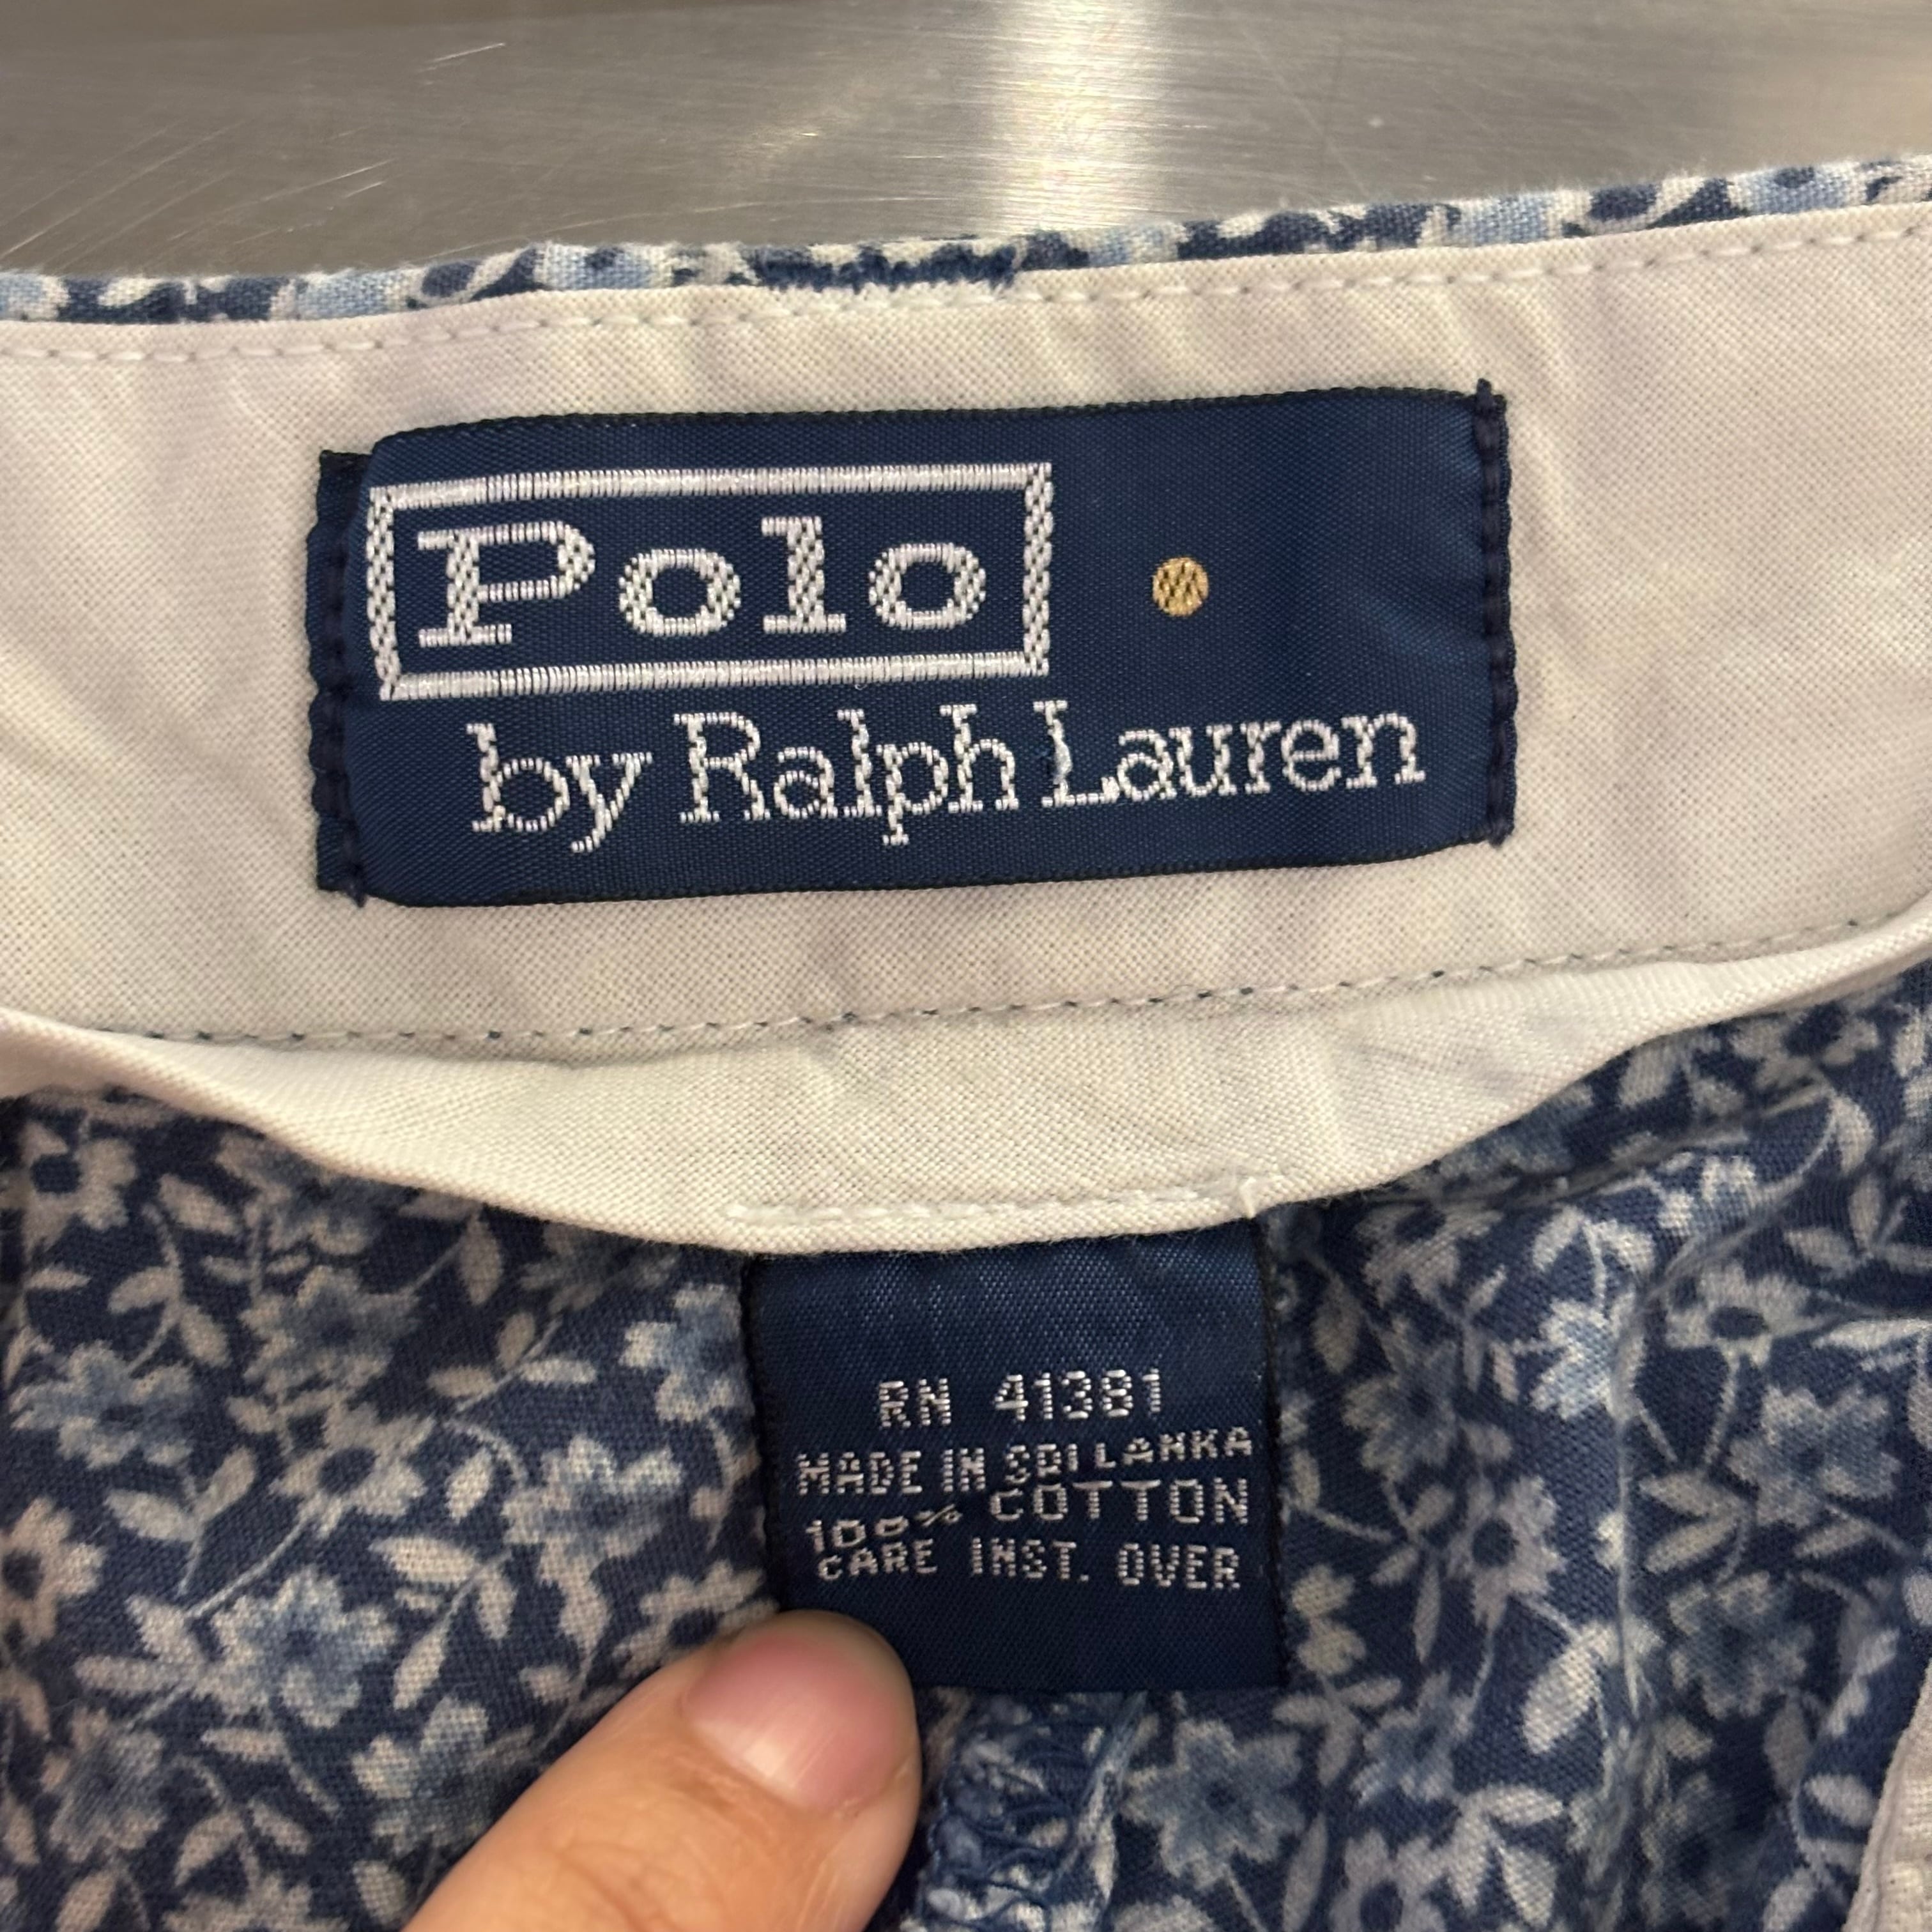 Polo
by Ralph Lauren
RN 41381
MADE IN SRI LANKA
100% COTTON
CARE INST. OVER